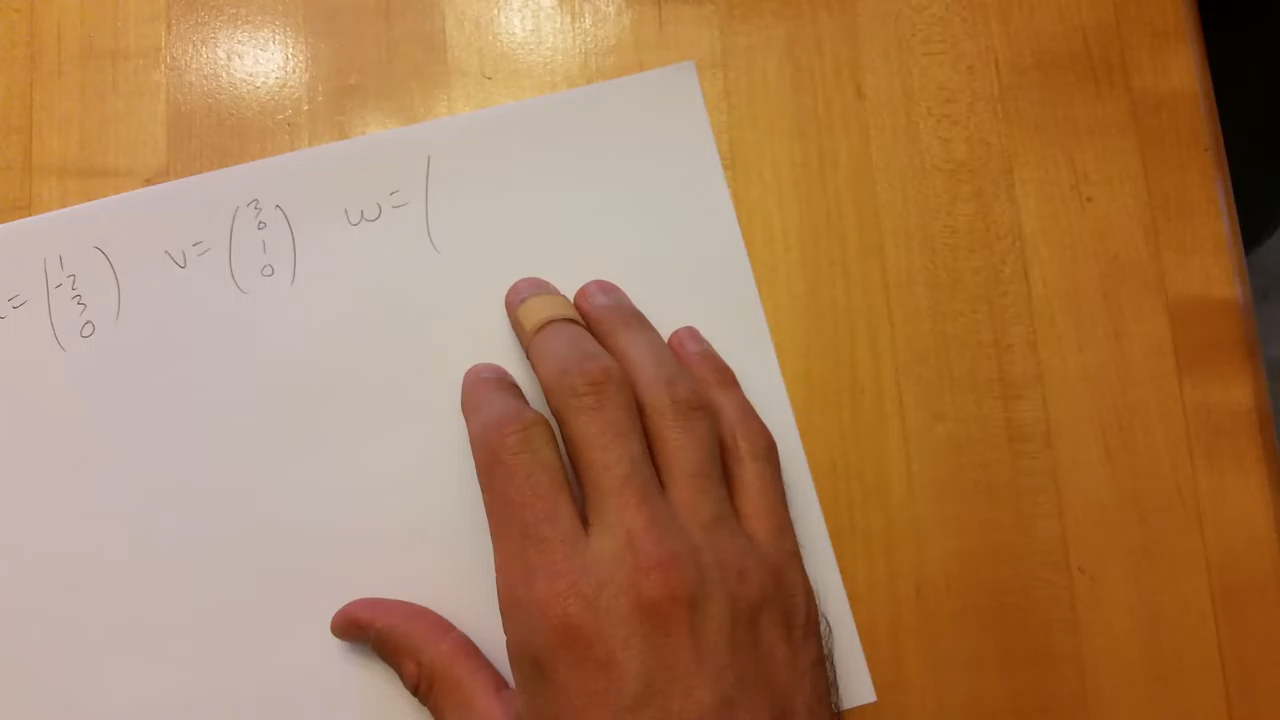 = (1 -2 3 0) v = (3 0 1 0) w = (